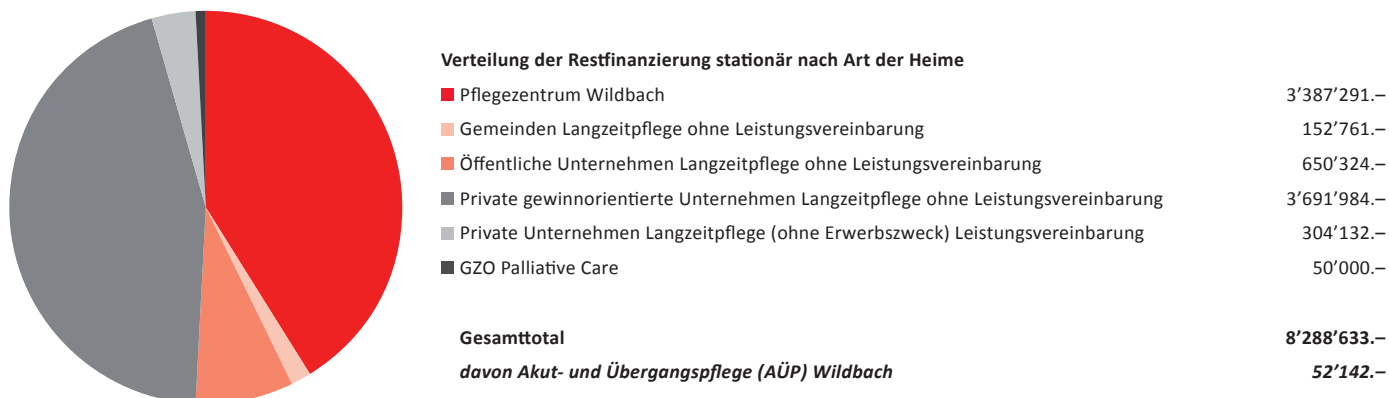 Verteilung der Restfinanzierung stationär nach Art der Heime
Pflegezentrum Wildbach 3’387’291.–
Gemeinden Langzeitpflege ohne Leistungsvereinbarung 152’761.–
Öffentliche Unternehmen Langzeitpflege ohne Leistungsvereinbarung 650’324.–
Private gewinnorientierte Unternehmen Langzeitpflege ohne Leistungsvereinbarung 3’691’984.–
Private Unternehmen Langzeitpflege (ohne Erwerbszweck) Leistungsvereinbarung 304’132.–
GZO Palliative Care 50’000.–
Gesamttotal 8’288’633.–
davon Akut- und Übergangspflege (AÜP) Wildbach 52’142.–